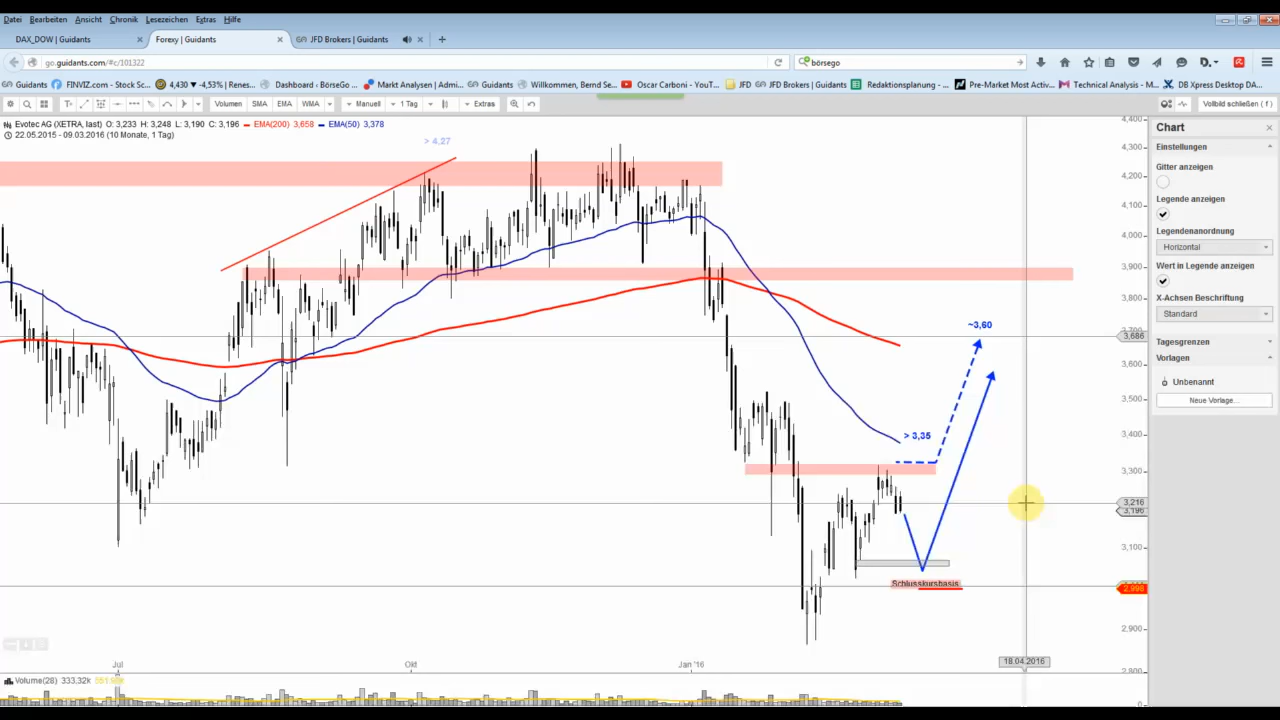 Datei Bearbeiten Ansicht Chronik Lesezeichen Extras Hilfe
DAX_DOW | Guidants × Forexy | Guidants × JFD Brokers | Guidants × +
go.guidants.com/#c/101322 börsego
Guidants FINVIZ.com - Stock S... 4,430 ▾ -4,53% | Renes... Dashboard ‹ BörseGo ... Markt Analysen | Admi... Guidants Willkommen, Bernd Se... Oscar Carboni - YouT... JFD JFD Brokers | Guidants Redaktionsplanung - ... Pre-Market Most Activ... Technical Analysis, M... DB Xpress Desktop DA...
Volumen SMA EMA WMA Manuell 1 Tag Extras Vollbild schließen ( f )
Evotec AG (XETRA, last) O: 3,233 H: 3,248 L: 3,190 C: 3,196 EMA(200) 3,658 EMA(50) 3,378
22.05.2015 - 09.03.2016 (10 Monate, 1 Tag)
> 4,27
~3,60
> 3,35
Schlusskursbasis
4,400
4,300
4,200
4,100
4,000
3,900
3,800
3,686
3,600
3,500
3,400
3,300
3,216
3,196
3,100
2,998
2,900
2,800
Jul Okt Jan '16 18.04.2016
Volume(28) 333.32k
Chart
Einstellungen
Gitter anzeigen
Legende anzeigen
Legendenanordnung
Horizontal
Wert in Legende anzeigen
X-Achsen Beschriftung
Standard
Tagesgrenzen
Vorlagen
Unbenannt
Neue Vorlage...